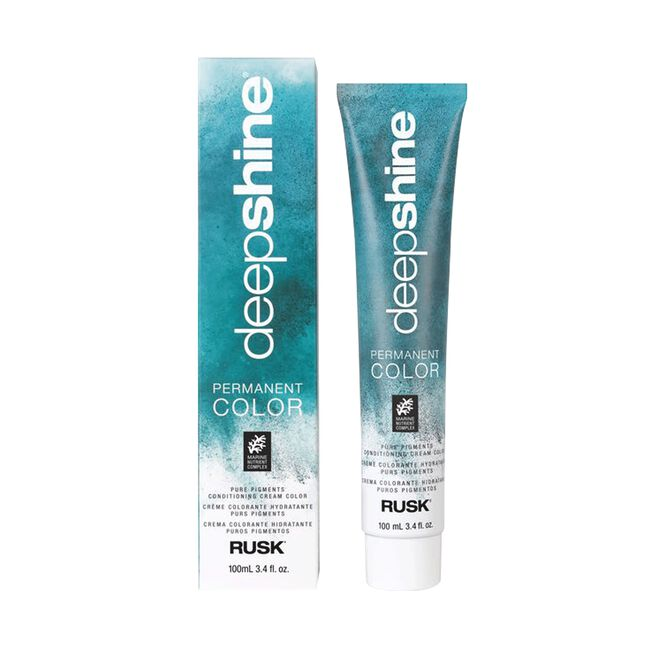 deepshine®
PERMANENT
COLOR
MARINE
NUTRIENT
COMPLEX
PURE PIGMENTS
CONDITIONING CREAM COLOR
CRÈME COLORANTE HYDRATANTE
PURS PIGMENTS
CREMA COLORANTE HIDRATANTE
PUROS PIGMENTOS
RUSK
100mL 3.4 fl. oz.
deepshine®
PERMANENT
COLOR
MARINE
NUTRIENT
COMPLEX
PURE PIGMENTS
CONDITIONING CREAM COLOR
CRÈME COLORANTE HYDRATANTE
PURS PIGMENTS
CREMA COLORANTE HIDRATANTE
PUROS PIGMENTOS
RUSK
100 mL 3.4 fl. oz.